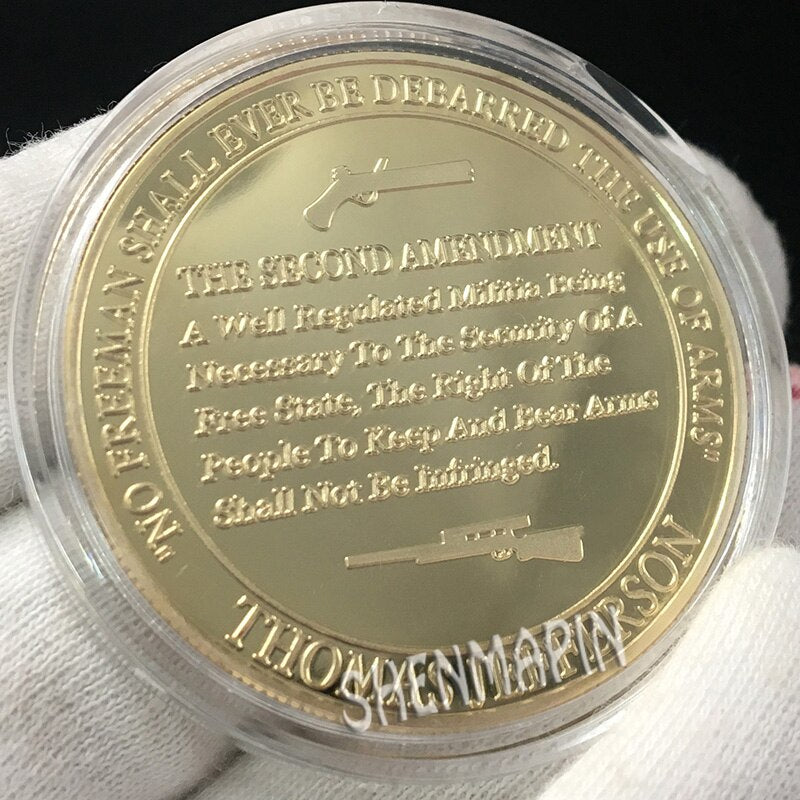 "NO FREEMAN SHALL EVER BE DEBARRED THE USE OF ARMS"
THE SECOND AMENDMENT
A Well Regulated Militia Being
Necessary To The Security Of A
Free State, The Right Of The
People To Keep And Bear Arms
Shall Not Be Infringed.
THOMAS JEFFERSON
SHENMAPIN